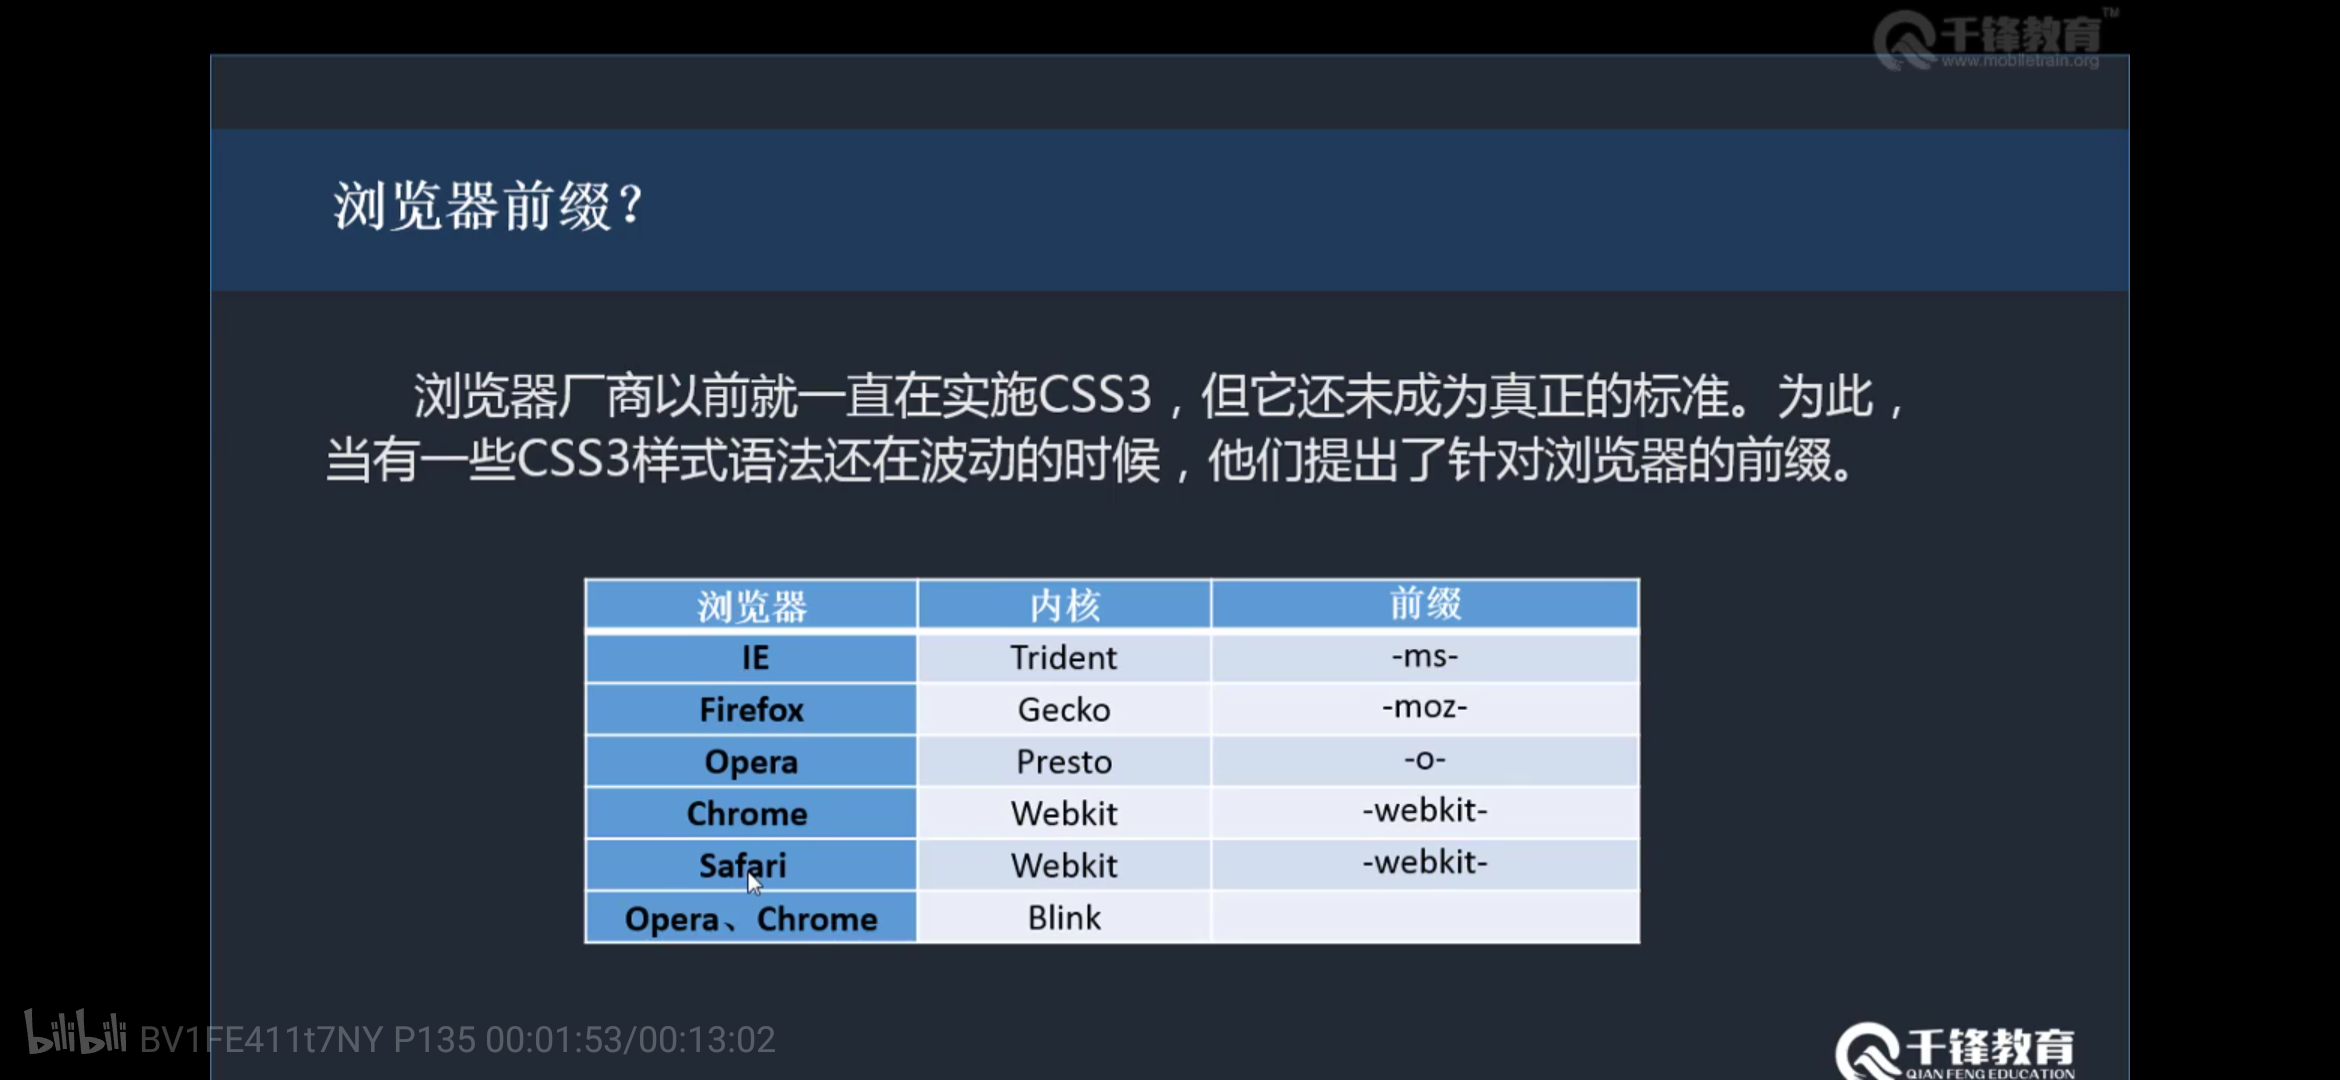 千锋教育™
www.mobiletrain.org
浏览器前缀？
浏览器厂商以前就一直在实施CSS3，但它还未成为真正的标准。为此，
当有一些CSS3样式语法还在波动的时候，他们提出了针对浏览器的前缀。
浏览器 内核 前缀
IE Trident -ms-
Firefox Gecko -moz-
Opera Presto -o-
Chrome Webkit -webkit-
Safari Webkit -webkit-
Opera、Chrome Blink
bilibili BV1FE411t7NY P135 00:01:53/00:13:02
千锋教育
QIANFENG EDUCATION